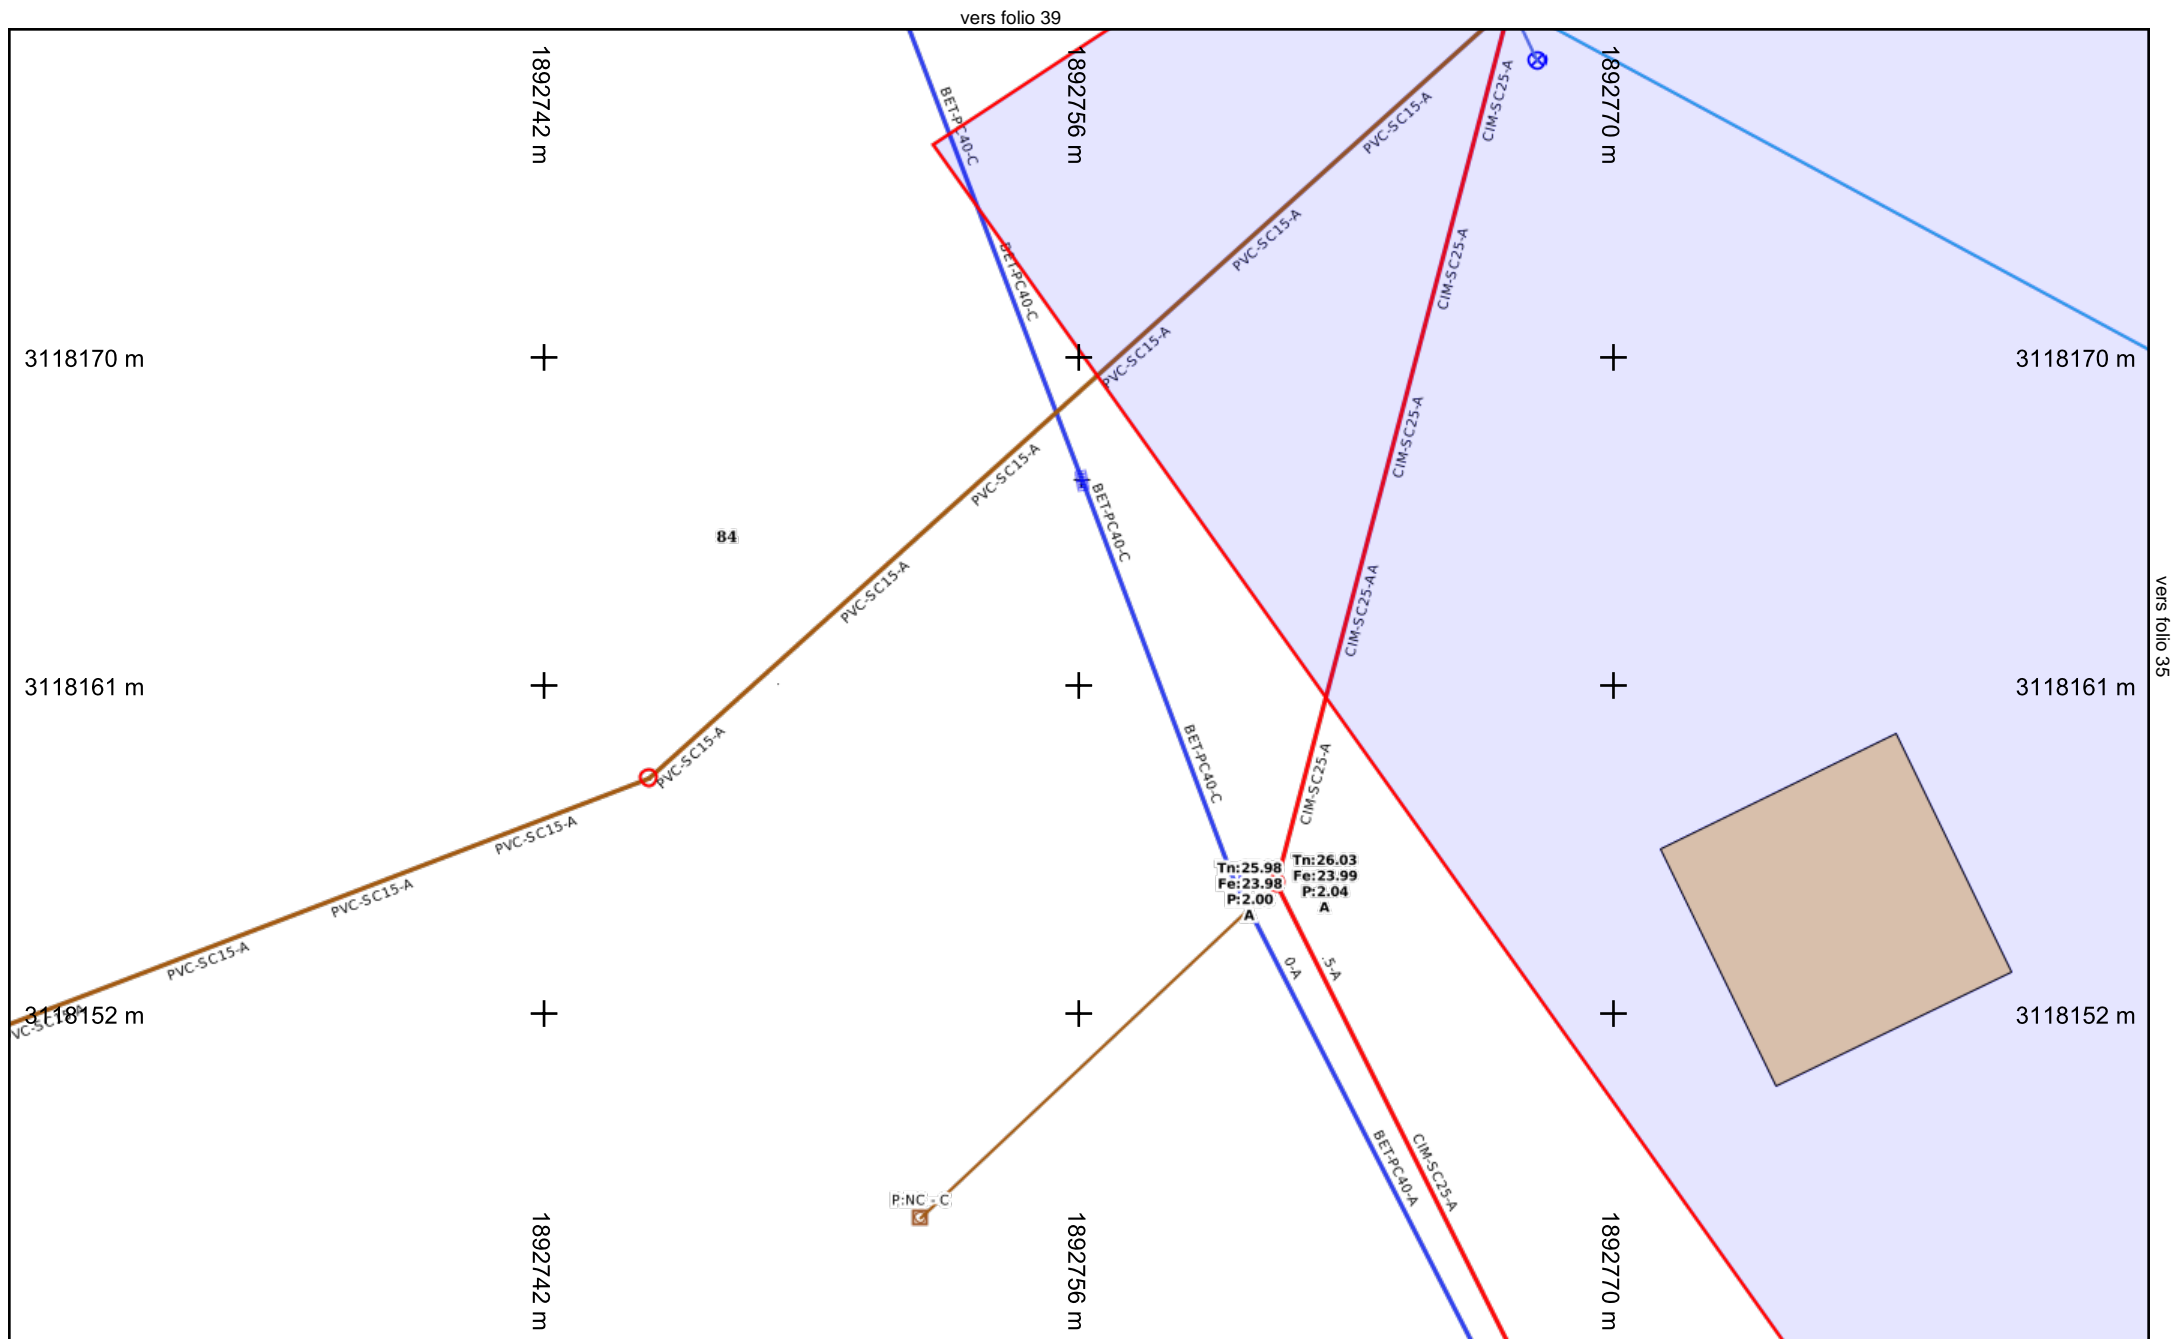 vers folio 39
1892742 m
1892756 m
1892770 m
BET-PC40-C
PVC-SC15-A
CIM-SC25-A
PVC-SC15-A
CIM-SC25-A
BET-PC40-C
3118170 m
PVC-SC15-A
3118170 m
CIM-SC25-A
PVC-SC15-A
BET-PC40-C
84
PVC-SC15-A
CIM-SC25-AA
vers folio 35
3118161 m
3118161 m
PVC-SC15-A
BET-PC40-C
CIM-SC25-A
PVC-SC15-A
Tn:25.98
Fe:23.98
P:2.00
A
Tn:26.03
Fe:23.99
P:2.04
A
PVC-SC15-A
PVC-SC15-A
0-A
.5-A
VC-SC15-A
3118152 m
3118152 m
BET-PC40-A
CIM-SC25-A
P:NC - C
1892742 m
1892756 m
1892770 m